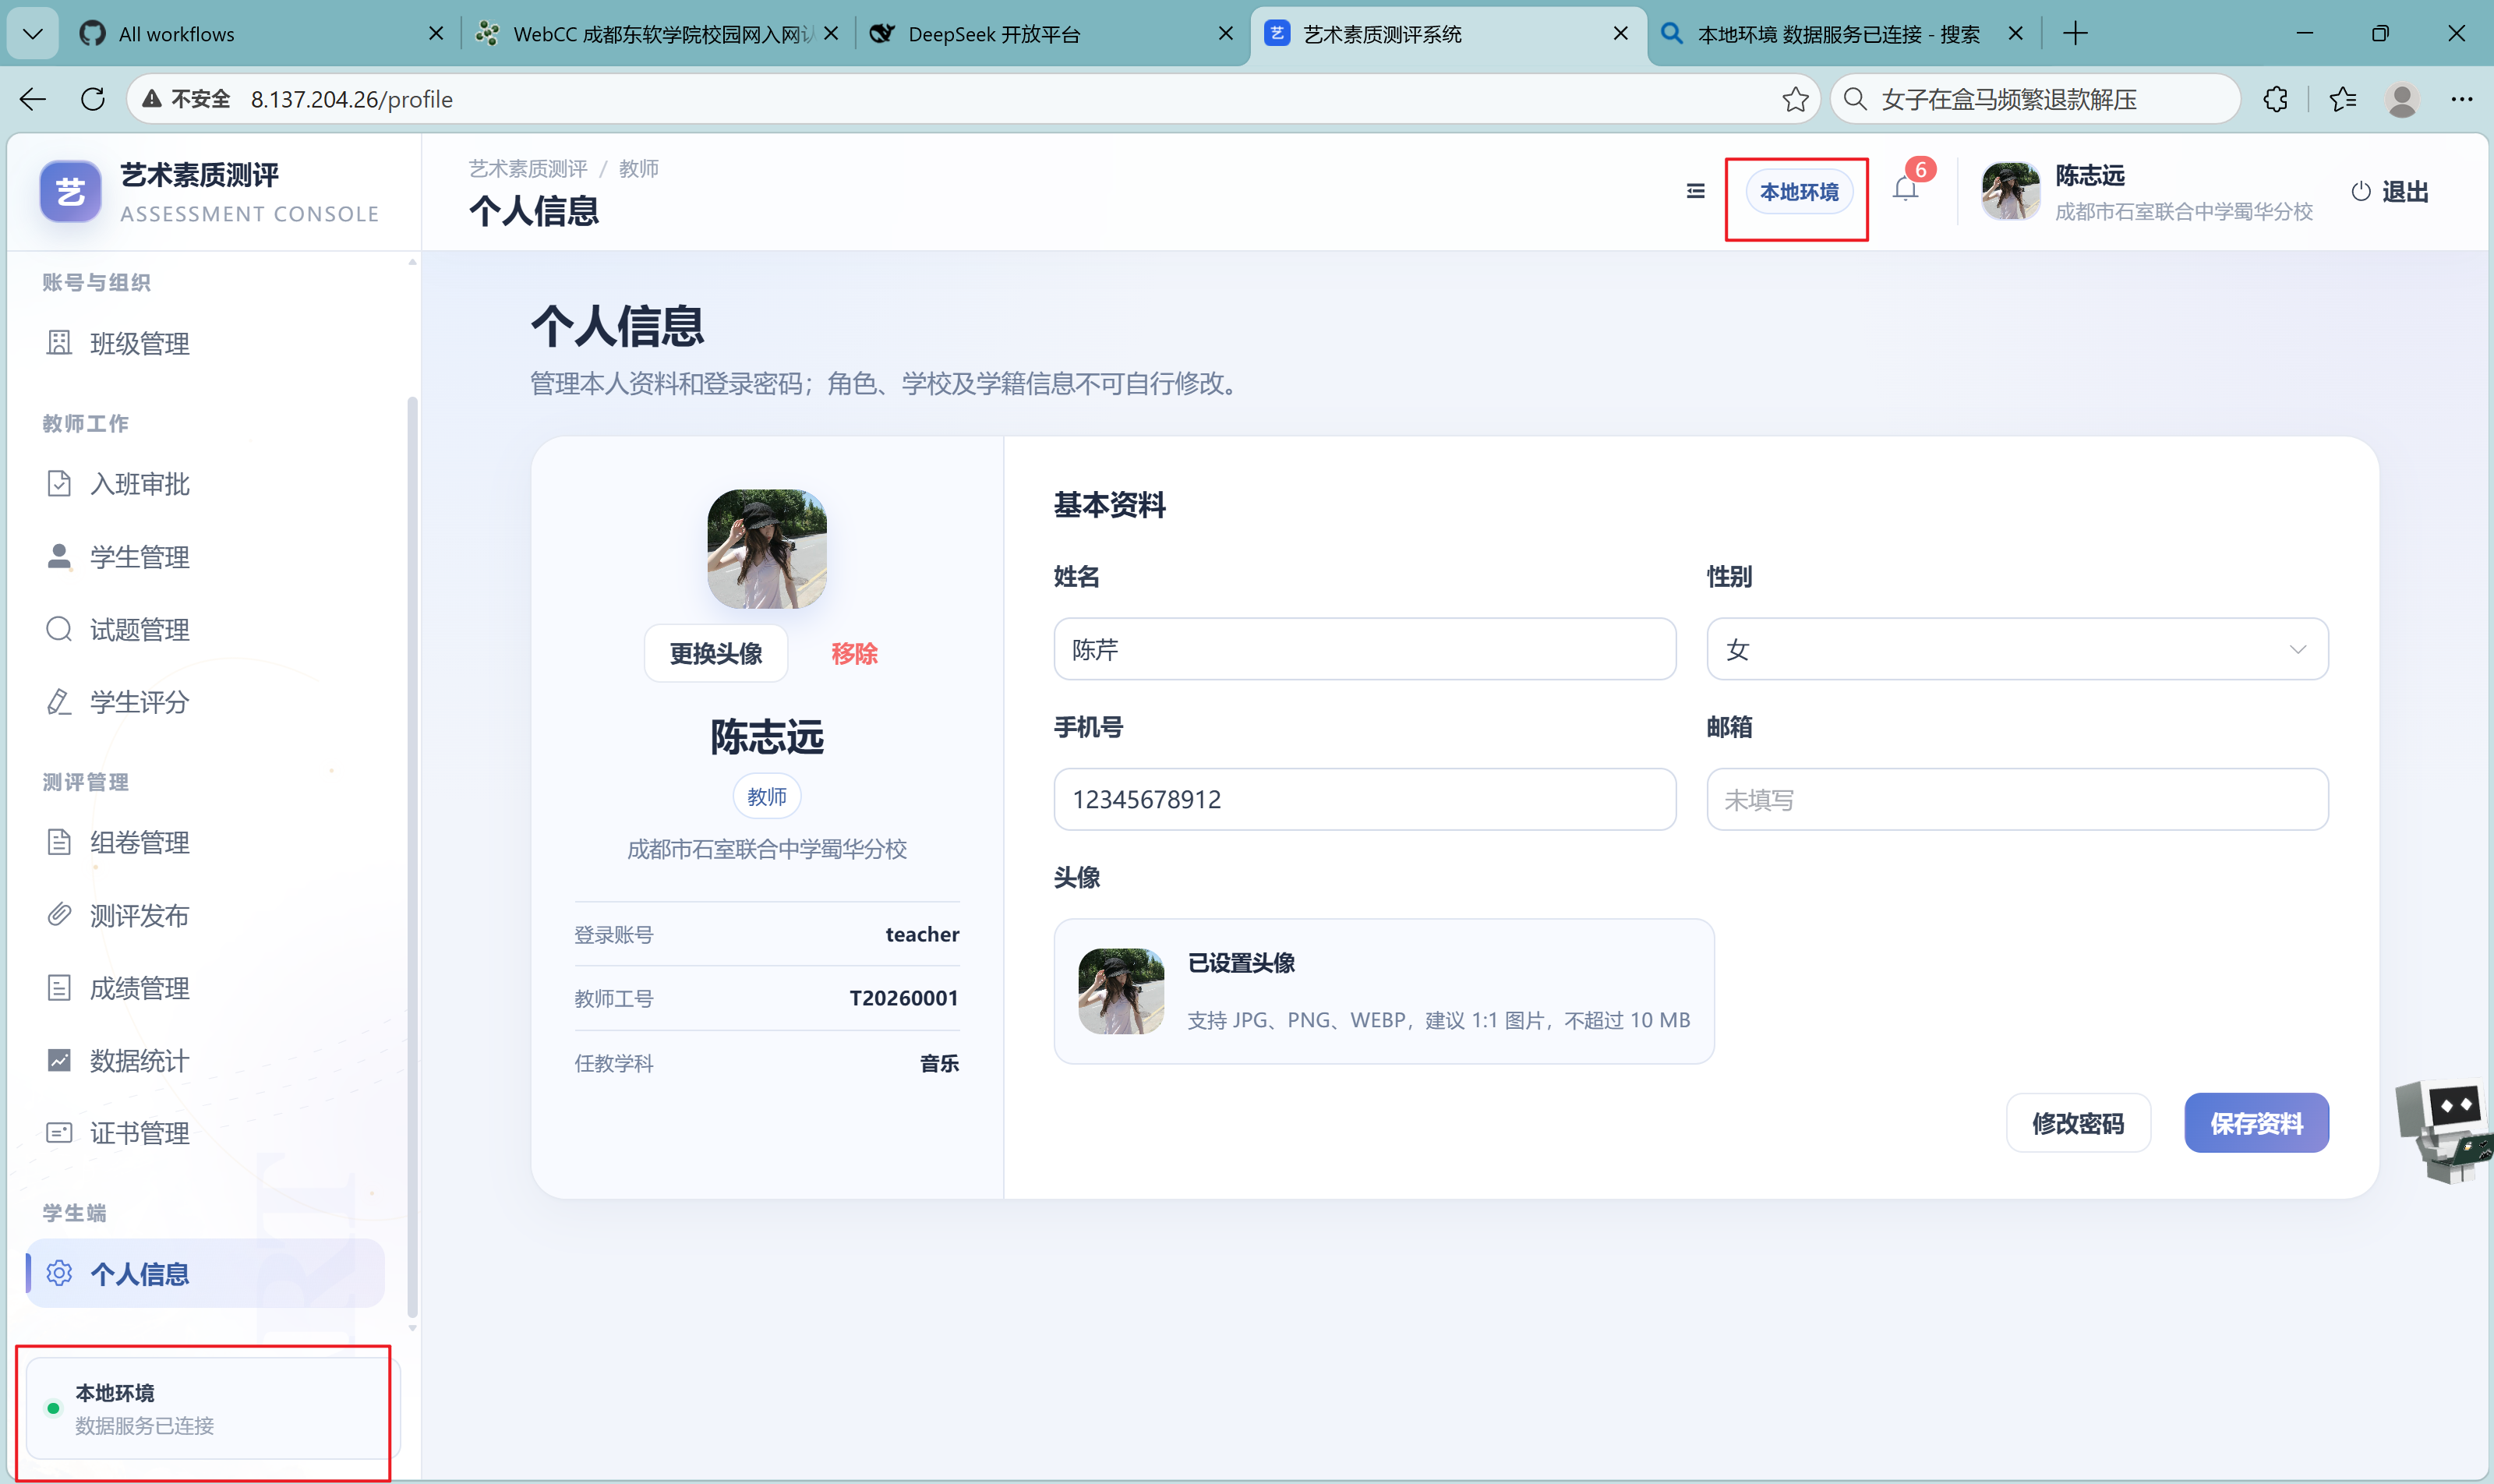 All workflows
WebCC 成都东软学院校园网入网认
DeepSeek 开放平台
艺 艺术素质测评系统
本地环境 数据服务已连接 - 搜索
不安全 8.137.204.26/profile
女子在盒马频繁退款解压
艺
艺术素质测评
ASSESSMENT CONSOLE
艺术素质测评 / 教师
个人信息
本地环境
6
陈志远
成都市石室联合中学蜀华分校
退出
账号与组织
班级管理
教师工作
入班审批
学生管理
试题管理
学生评分
测评管理
组卷管理
测评发布
成绩管理
数据统计
证书管理
学生端
个人信息
本地环境
数据服务已连接
个人信息
管理本人资料和登录密码；角色、学校及学籍信息不可自行修改。
更换头像 移除
陈志远
教师
成都市石室联合中学蜀华分校
登录账号 teacher
教师工号 T20260001
任教学科 音乐
基本资料
姓名 性别
陈芹 女
手机号 邮箱
12345678912 未填写
头像
已设置头像
支持 JPG、PNG、WEBP，建议 1:1 图片，不超过 10 MB
修改密码 保存资料